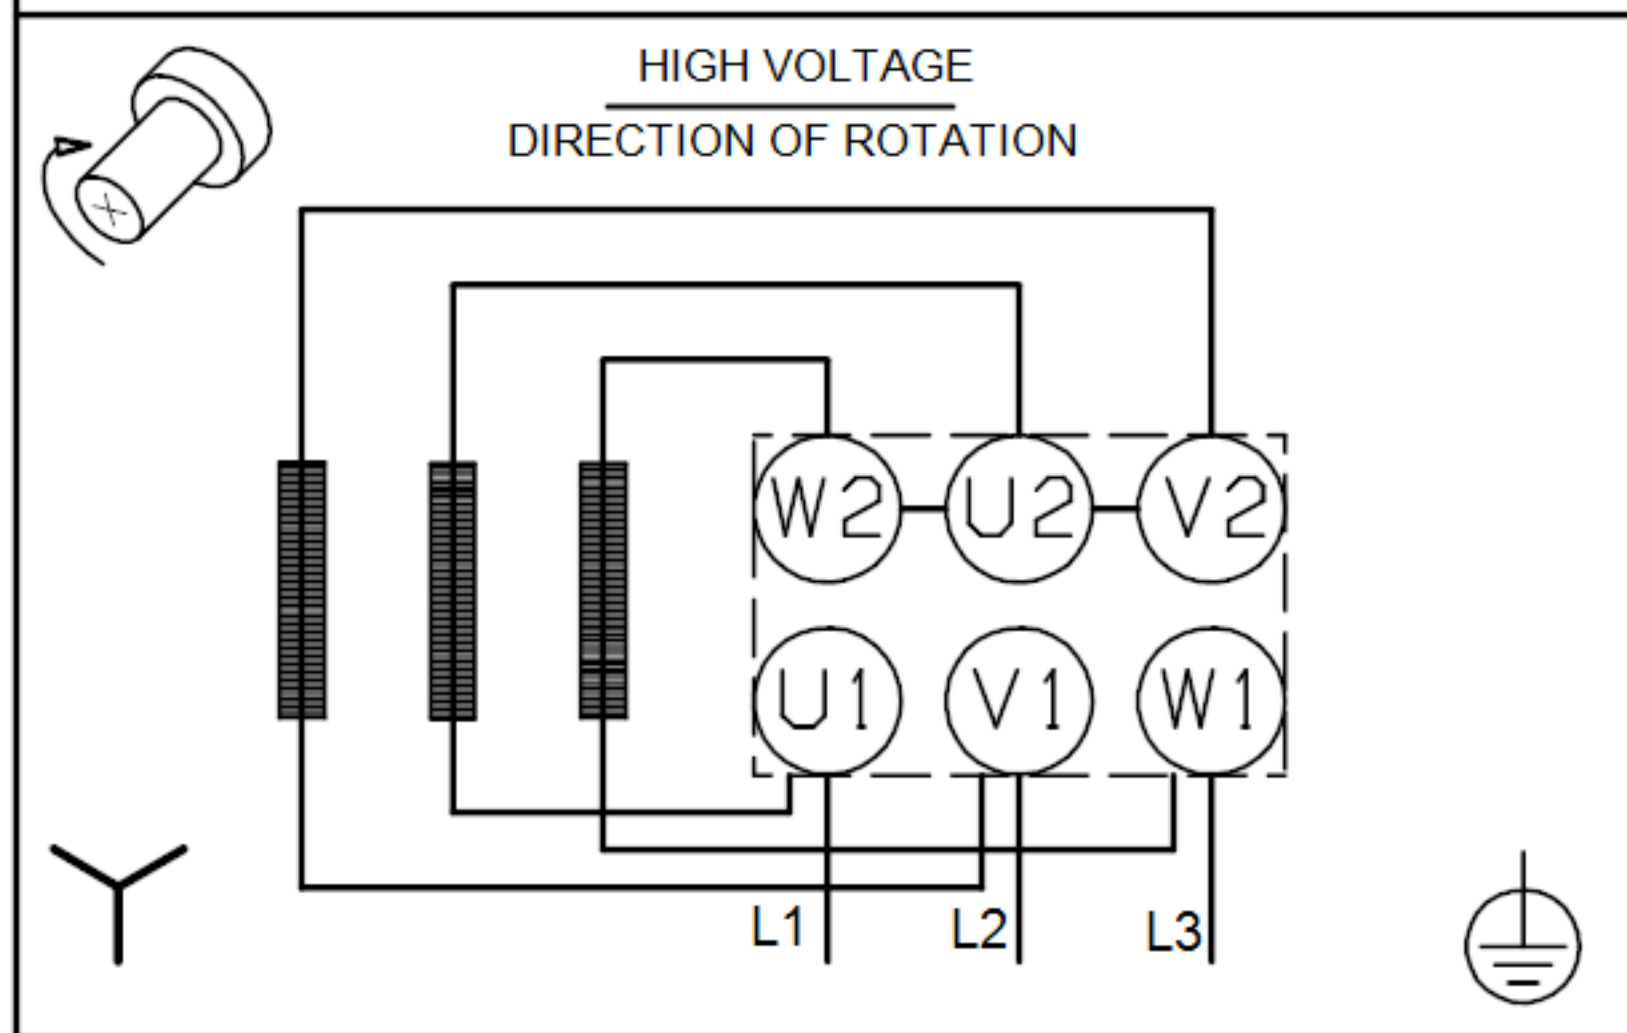 HIGH VOLTAGE
DIRECTION OF ROTATION
W2 U2 V2
U1 V1 W1
L1 L2 L3